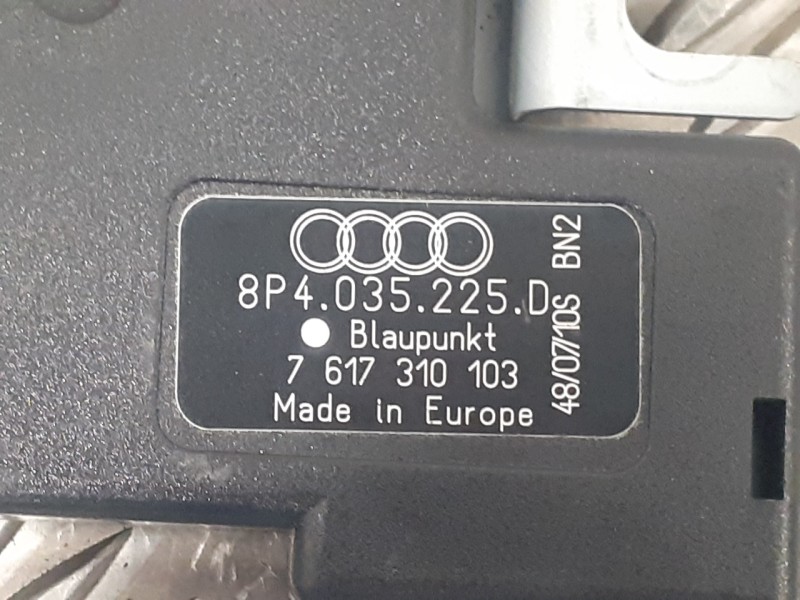 8P4.035.225.D
Blaupunkt
7 617 310 103
Made in Europe
48/07/10S BN2